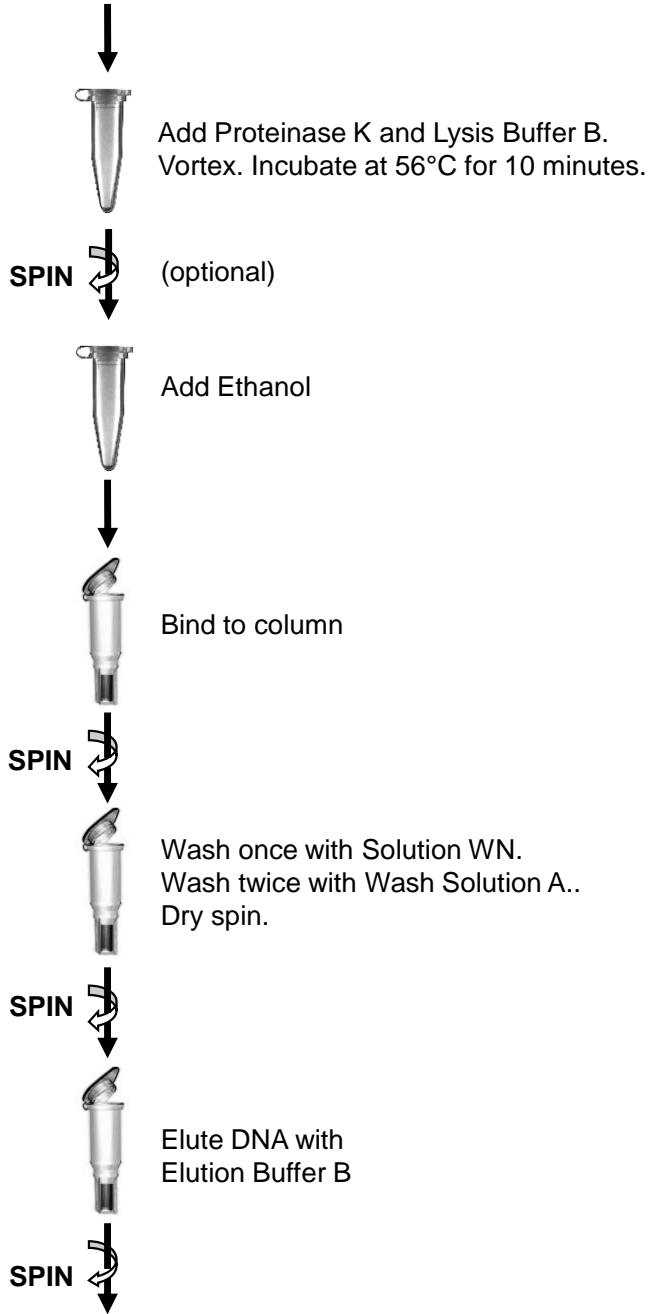 Add Proteinase K and Lysis Buffer B.
Vortex. Incubate at 56°C for 10 minutes.
SPIN (optional)
Add Ethanol
Bind to column
SPIN
Wash once with Solution WN.
Wash twice with Wash Solution A..
Dry spin.
SPIN
Elute DNA with
Elution Buffer B
SPIN